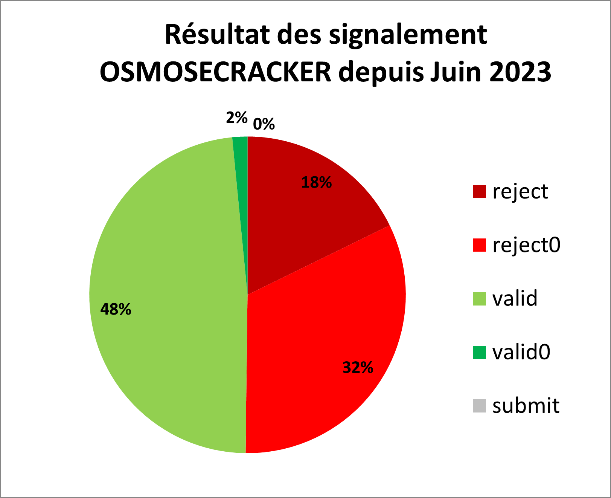 Résultat des signalement
OSMOSECRACKER depuis Juin 2023
2%
0%
18%
48%
32%
reject
reject0
valid
valid0
submit